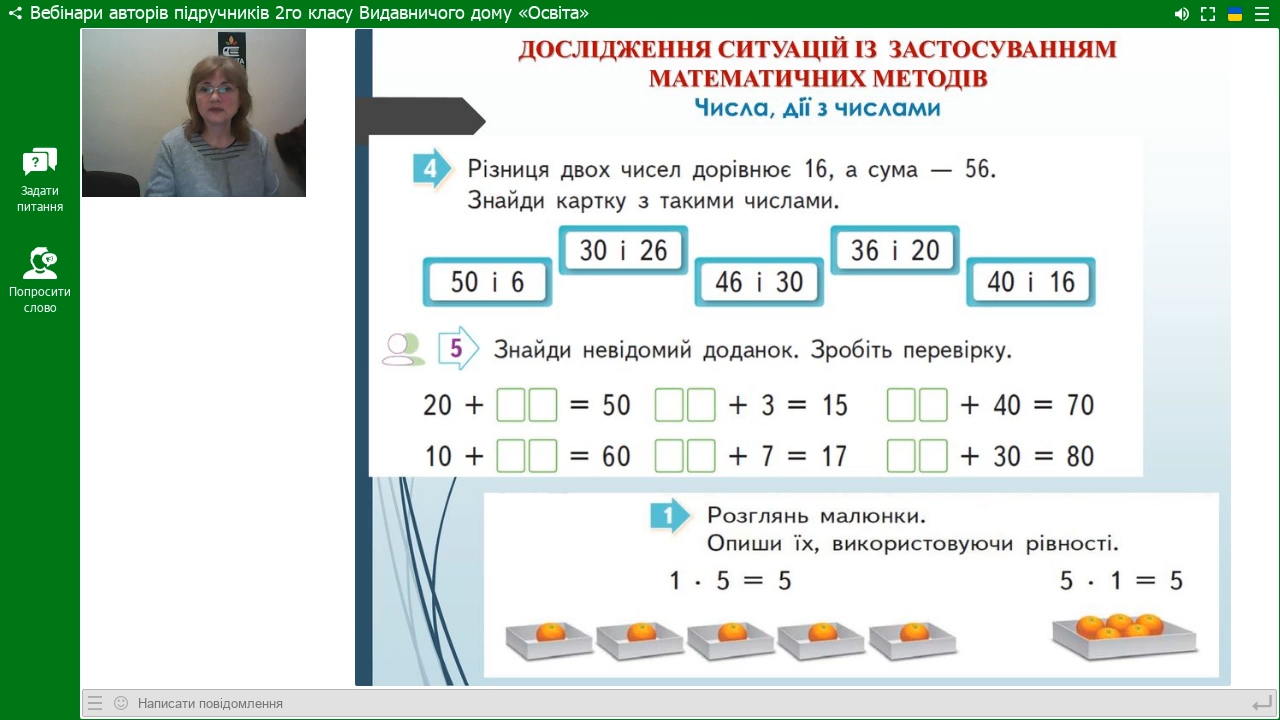 Вебінари авторів підручників 2го класу Видавничого дому «Освіта»
Задати
питання
Попросити
слово
ДОСЛІДЖЕННЯ СИТУАЦІЙ ІЗ ЗАСТОСУВАННЯМ
МАТЕМАТИЧНИХ МЕТОДІВ
Числа, дії з числами
4 Різниця двох чисел дорівнює 16, а сума — 56.
Знайди картку з такими числами.
50 і 6 30 і 26 46 і 30 36 і 20 40 і 16
5 Знайди невідомий доданок. Зробіть перевірку.
20 + □□ = 50 □□ + 3 = 15 □□ + 40 = 70
10 + □□ = 60 □□ + 7 = 17 □□ + 30 = 80
1 Розглянь малюнки.
Опиши їх, використовуючи рівності.
1 · 5 = 5 5 · 1 = 5
Написати повідомлення